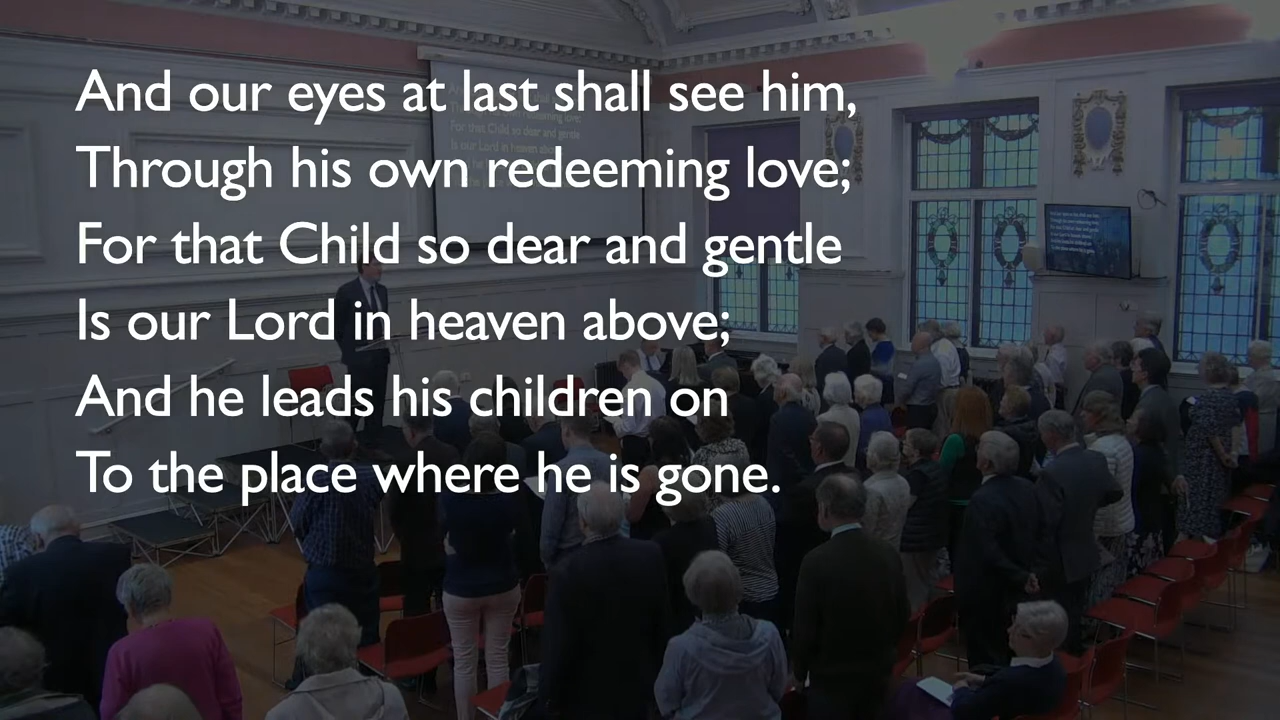 And our eyes at last shall see him,
Through his own redeeming love;
For that Child so dear and gentle
Is our Lord in heaven above;
And he leads his children on
To the place where he is gone.